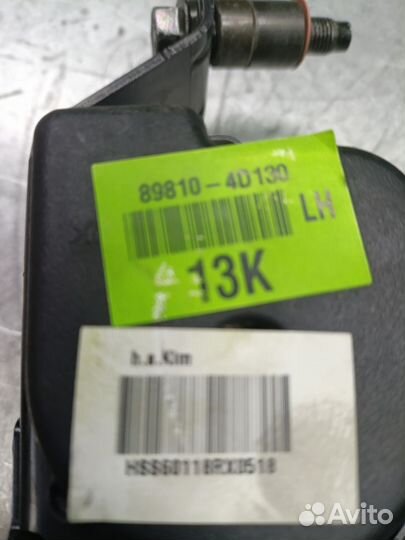 89810-4D130
LH
13K
h.a.Kim
HSS60118RX0518
Avito